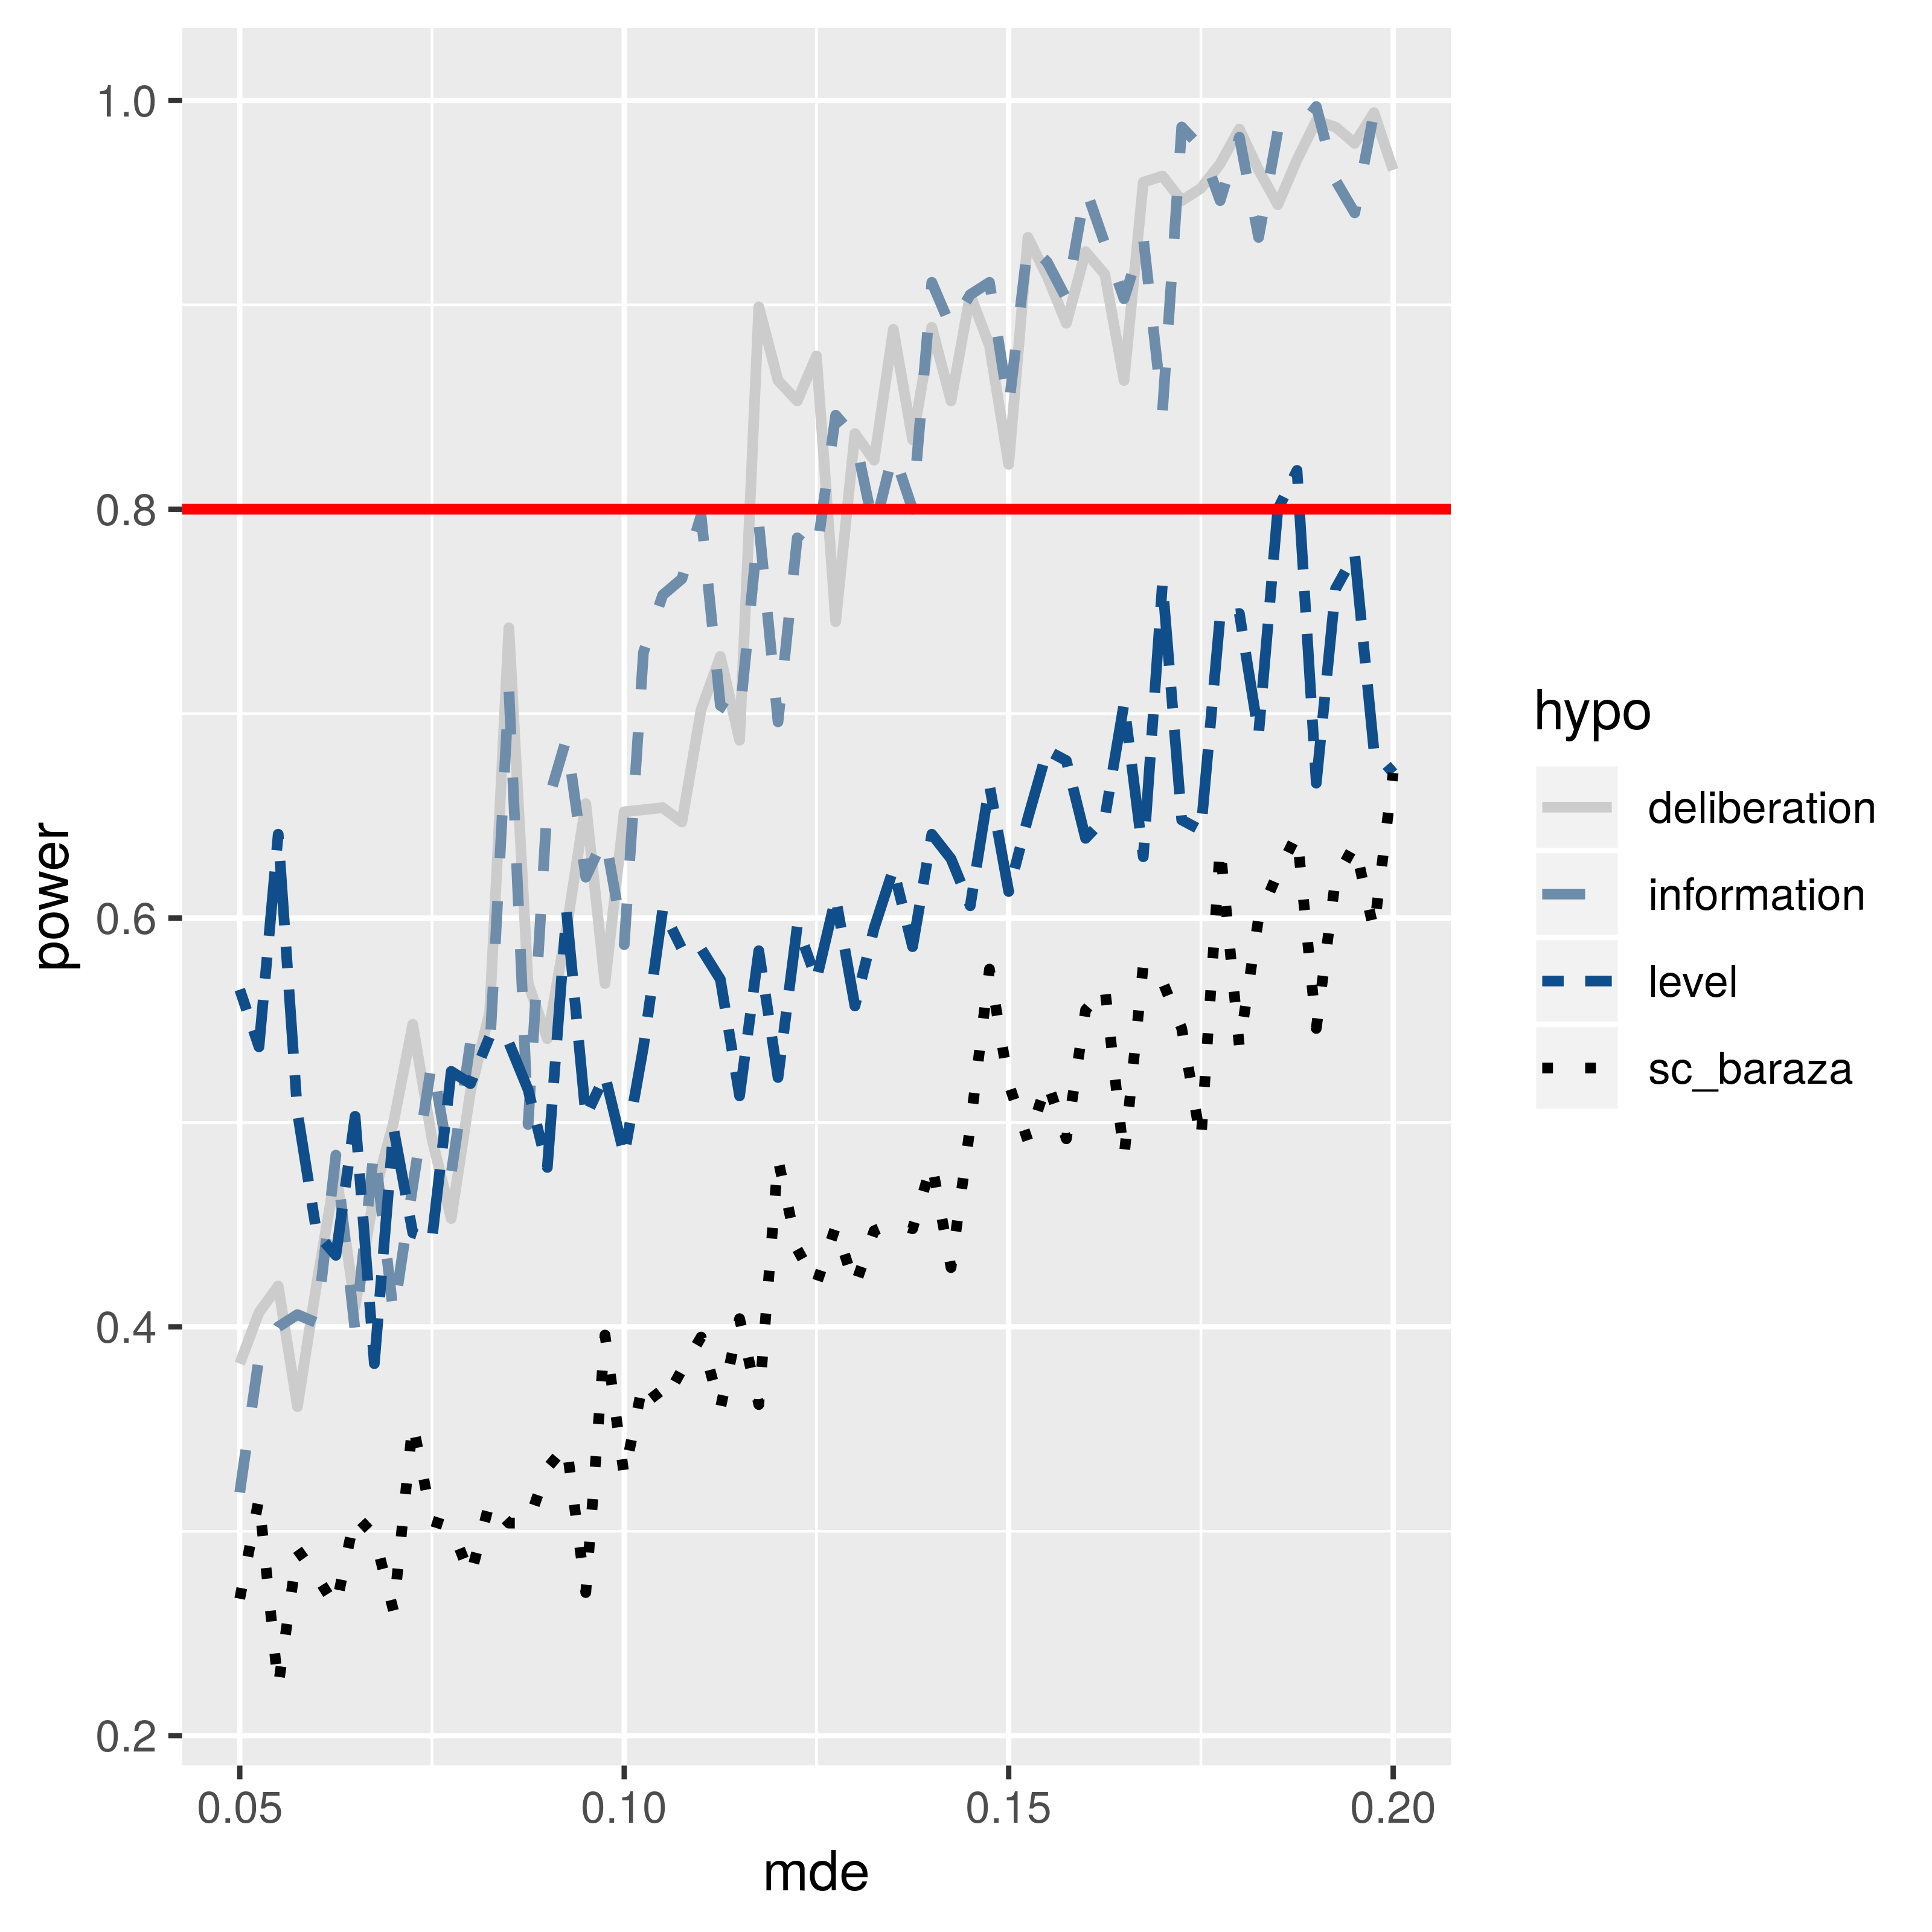 power
1.0
0.8
0.6
0.4
0.2
0.05
0.10
0.15
0.20
mde
hypo
deliberation
information
level
sc_baraza